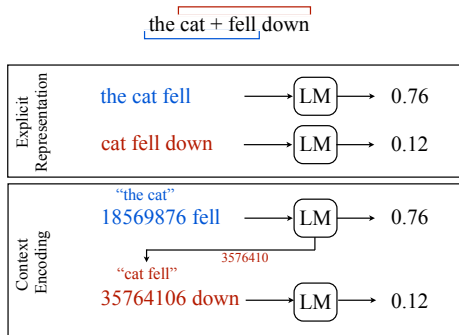 the cat + fell down
Explicit
Representation
the cat fell
LM
0.76
cat fell down
LM
0.12
Context
Encoding
“the cat”
18569876 fell
LM
0.76
3576410
“cat fell”
35764106 down
LM
0.12